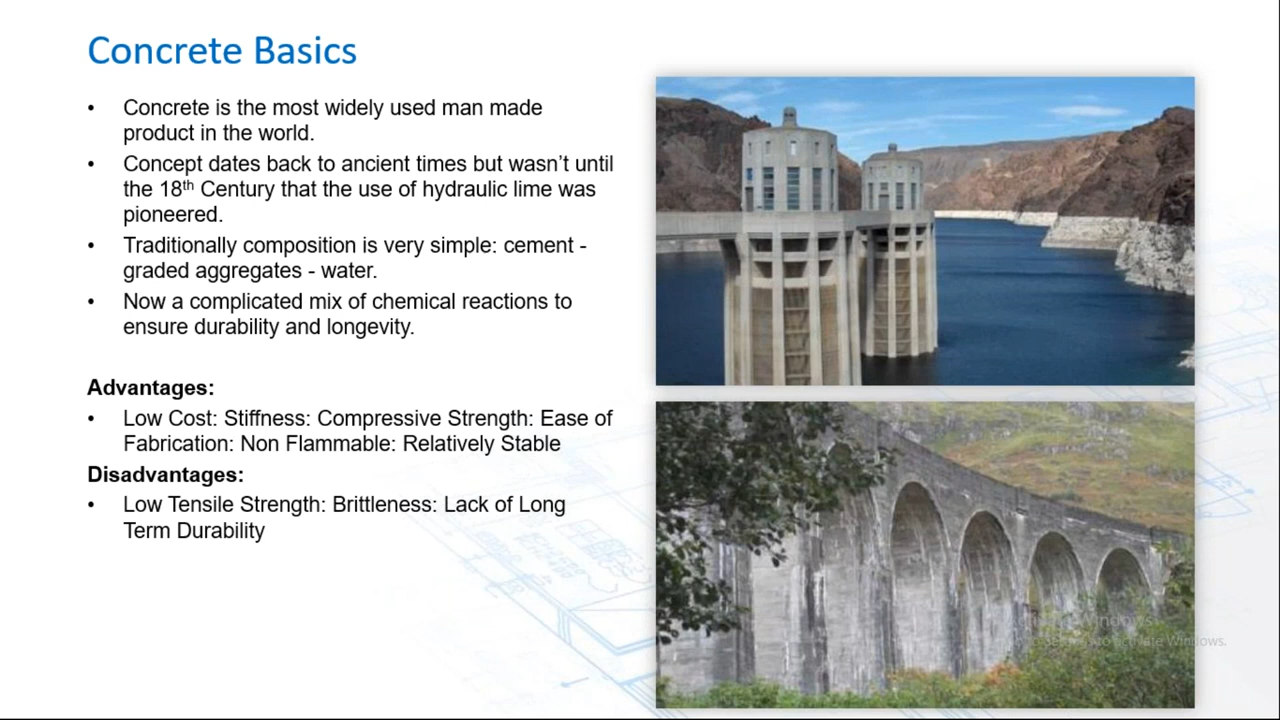 Concrete Basics
• Concrete is the most widely used man made
product in the world.
• Concept dates back to ancient times but wasn't until
the 18th Century that the use of hydraulic lime was
pioneered.
• Traditionally composition is very simple: cement -
graded aggregates - water.
• Now a complicated mix of chemical reactions to
ensure durability and longevity.
Advantages:
• Low Cost: Stiffness: Compressive Strength: Ease of
Fabrication: Non Flammable: Relatively Stable
Disadvantages:
• Low Tensile Strength: Brittleness: Lack of Long
Term Durability
Windows
to activate Windows.